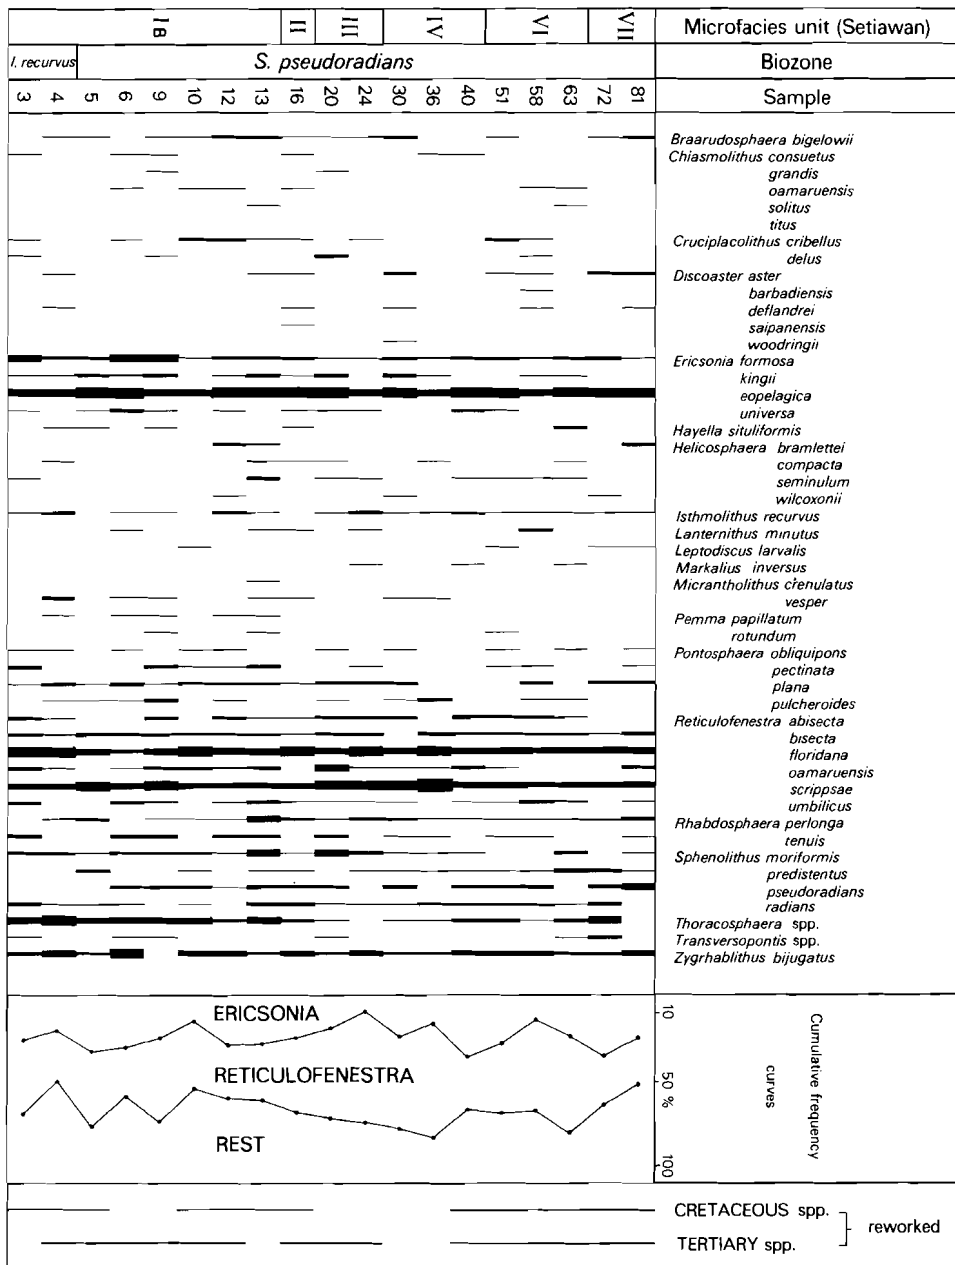 IB II III IV VI VII Microfacies unit (Setiawan)
I. recurvus S. pseudoradians Biozone
3 4 5 6 9 10 12 13 16 20 24 30 36 40 51 58 63 72 81 Sample
Braarudosphaera bigelowii
Chiasmolithus consuetus
grandis
oamaruensis
solitus
titus
Cruciplacolithus cribellus
delus
Discoaster aster
barbadiensis
deflandrei
saipanensis
woodringii
Ericsonia formosa
kingii
eopelagica
universa
Hayella situliformis
Helicosphaera bramlettei
compacta
seminulum
wilcoxonii
Isthmolithus recurvus
Lanternithus minutus
Leptodiscus larvalis
Markalius inversus
Micrantholithus crenulatus
vesper
Pemma papillatum
rotundum
Pontosphaera obliquipons
pectinata
plana
pulcheroides
Reticulofenestra abisecta
bisecta
floridana
oamaruensis
scrippsae
umbilicus
Rhabdosphaera perlonga
tenuis
Sphenolithus moriformis
predistentus
pseudoradians
radians
Thoracosphaera spp.
Transversopontis spp.
Zygrhablithus bijugatus
ERICSONIA
RETICULOFENESTRA
REST
10
50
%
100
Cumulative frequency
curves
CRETACEOUS spp.
TERTIARY spp.
reworked